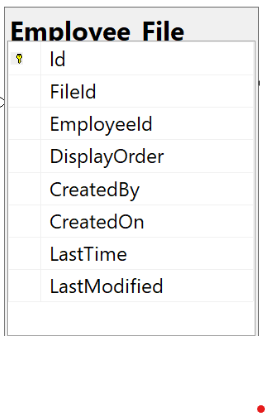 Employee_File
Id
FileId
EmployeeId
DisplayOrder
CreatedBy
CreatedOn
LastTime
LastModified